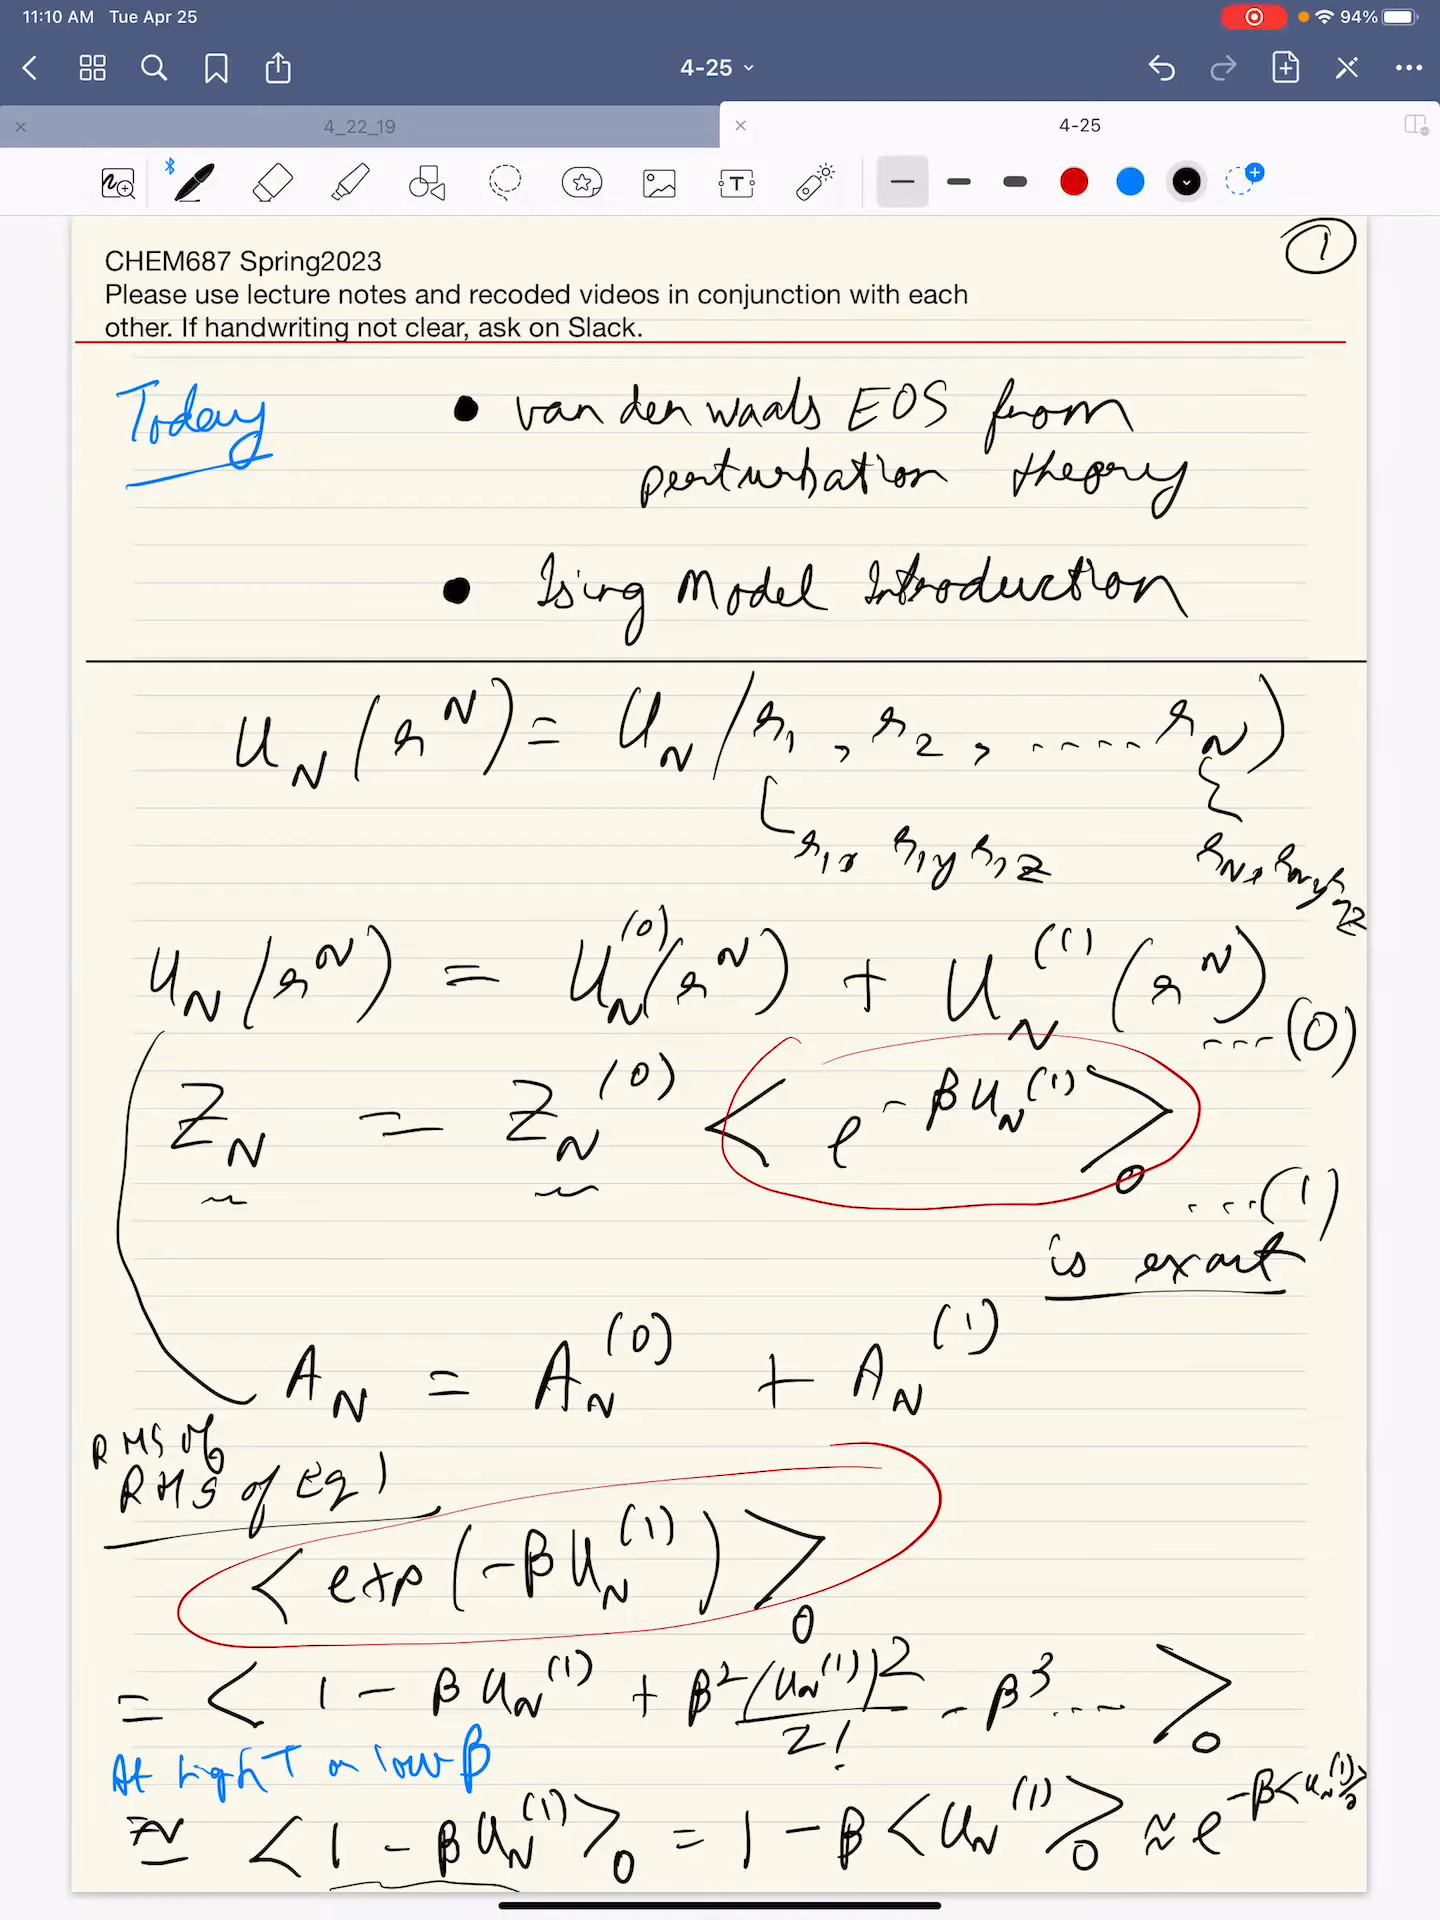 11:10 AM Tue Apr 25
94%
4-25
4_22_19
4-25
T
1
CHEM687 Spring2023
Please use lecture notes and recoded videos in conjunction with each
other. If handwriting not clear, ask on Slack.
Today
• van der waals EOS from
perturbation theory
• Ising Model Introduction
U_N(r^N) = U_N(r_1, r_2, ..... r_N)
r_1x r_1y r_1z r_Nx r_Ny r_Nz
U_N(r^N) = U_N^(0)(r^N) + U_N^(1)(r^N)
---(0)
Z_N = Z_N^(0) <e^-βU_N^(1)>_0
....(1)
is exact
A_N = A_N^(0) + A_N^(1)
RHS of
RHS of Eq 1
<exp(-βU_N^(1))>_0
= <1 - βU_N^(1) + β^2(U_N^(1))^2/2! - β^3....>_0
At high T or low β
≃ <1 - βU_N^(1)>_0 = 1 - β<U_N^(1)>_0 ≈ e^-β<U_N^(1)>_0